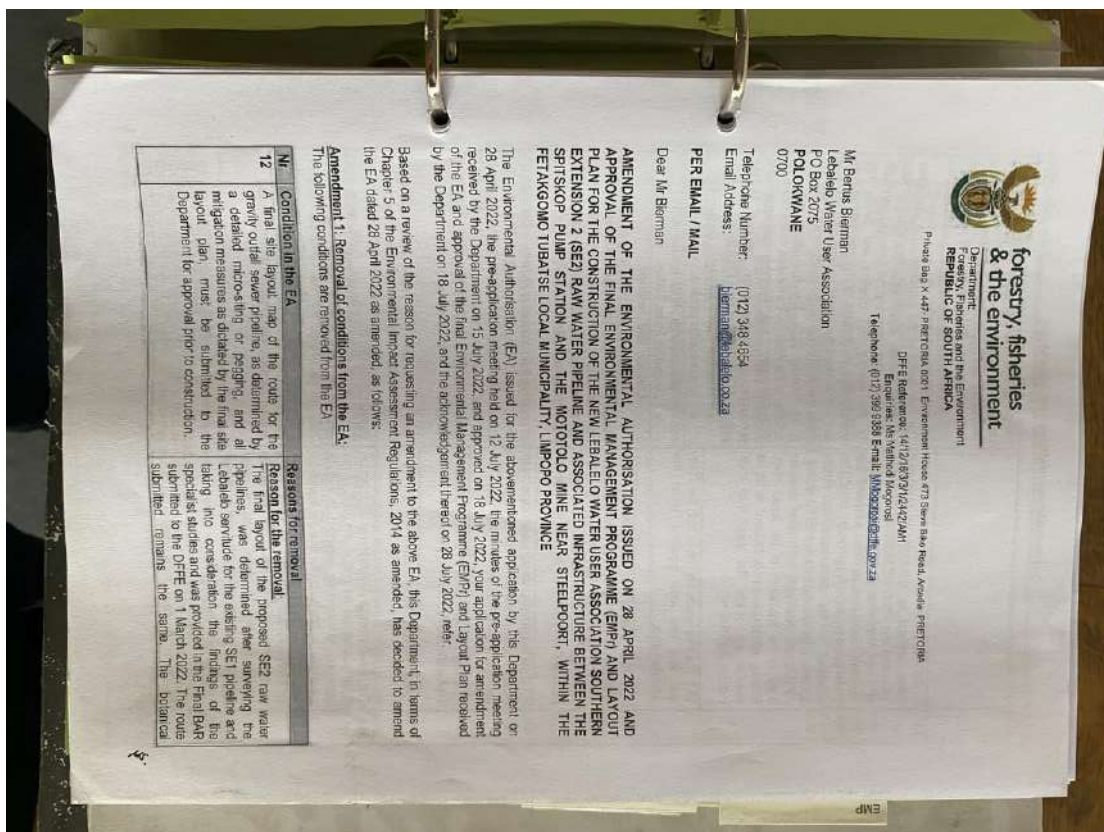 forestry, fisheries
& the environment
Department:
Forestry, Fisheries and the Environment
REPUBLIC OF SOUTH AFRICA
Private Bag X 447· PRETORIA 0001· Environment House 473 Steve Biko Road, Arcadia· PRETORIA
DFFE Reference: 14/12/16/3/3/1/2442/AM1
Enquiries: Ms Matlhodi Mogorosi
Telephone: (012) 399 9388 E-mail:
Mr Bertus Bierman
Lebalelo Water User Association
PO Box 2075
POLOKWANE
0700
Telephone Number: (012) 348 4654
Email Address: bierman@lebalelo.co.za
PER EMAIL / MAIL
Dear Mr Bierman
AMENDMENT OF THE ENVIRONMENTAL AUTHORISATION ISSUED ON 28 APRIL 2022 AND
APPROVAL OF THE FINAL ENVIRONMENTAL MANAGEMENT PROGRAMME (EMPr) AND LAYOUT
PLAN FOR THE CONSTRUCTION OF THE NEW LEBALELO WATER USER ASSOCIATION SOUTHERN
EXTENSION 2 (SE2) RAW WATER PIPELINE AND ASSOCIATED INFRASTRUCTURE BETWEEN THE
SPITSKOP PUMP STATION AND THE MOTOTOLO MINE NEAR STEELPOORT, WITHIN THE
FETAKGOMO TUBATSE LOCAL MUNICIPALITY, LIMPOPO PROVINCE
The Environmental Authorisation (EA) issued for the abovementioned application by this Department on
28 April 2022, the pre-application meeting held on 12 July 2022, the minutes of the pre-application meeting
received by the Department on 15 July 2022, and approved on 18 July 2022, your application for amendment
of the EA and approval of the final Environmental Management Programme (EMPr) and Layout Plan received
by the Department on 18 July 2022, and the acknowledgement thereof on 28 July 2022, refer.
Based on a review of the reason for requesting an amendment to the above EA, this Department, in terms of
Chapter 5 of the Environmental Impact Assessment Regulations, 2014 as amended, has decided to amend
the EA dated 28 April 2022 as amended, as follows:
Amendment 1: Removal of conditions from the EA:
The following conditions are removed from the EA
Nr Condition in the EA Reasons for removal
12 A final site layout map of the route for the
gravity outfall sewer pipeline, as determined by
a detailed micro-siting or pegging, and all
mitigation measures as dictated by the final site
layout plan, must be submitted to the
Department for approval prior to construction.
Reason for the removal:
The final layout of the proposed SE2 raw water
pipelines, was determined after surveying the
Lebalelo servitude for the existing SE1 pipeline and
taking into consideration the findings of the
specialist studies and was provided in the Final BAR
submitted to the DFFE on 1 March 2022. The route
submitted remains the same. The botanical
EMP